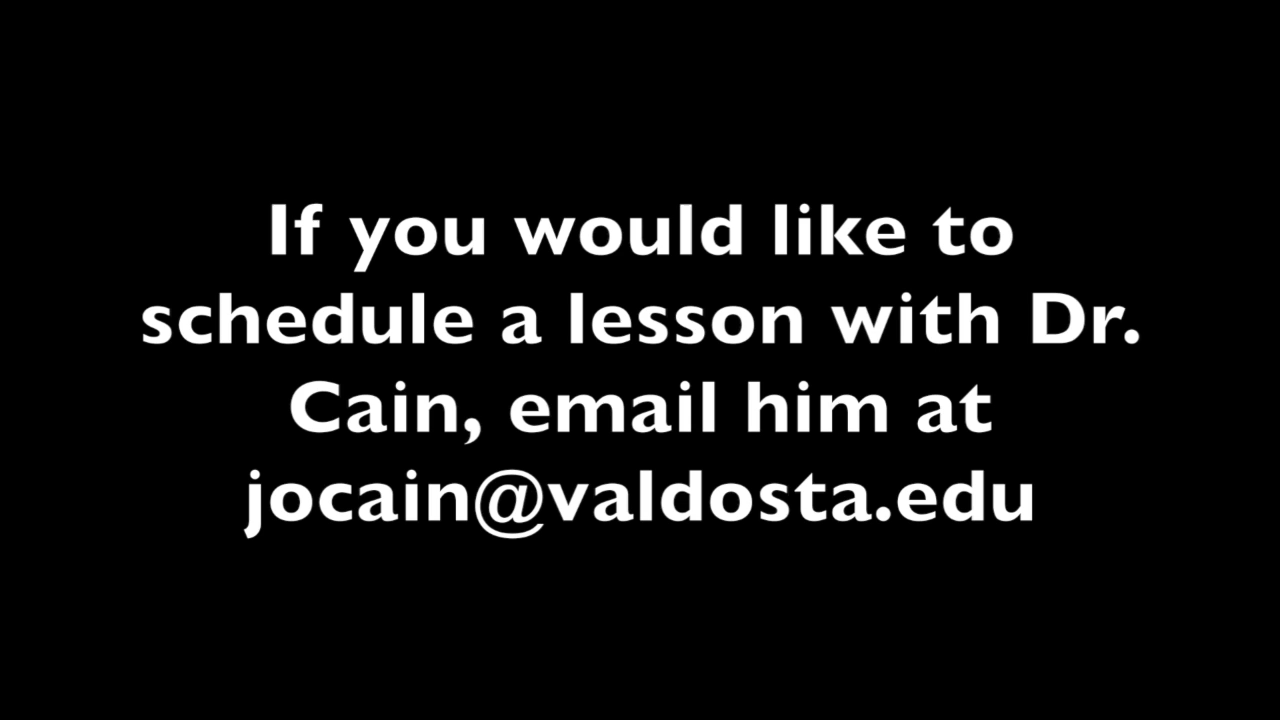 If you would like to
schedule a lesson with Dr.
Cain, email him at
jocain@valdosta.edu